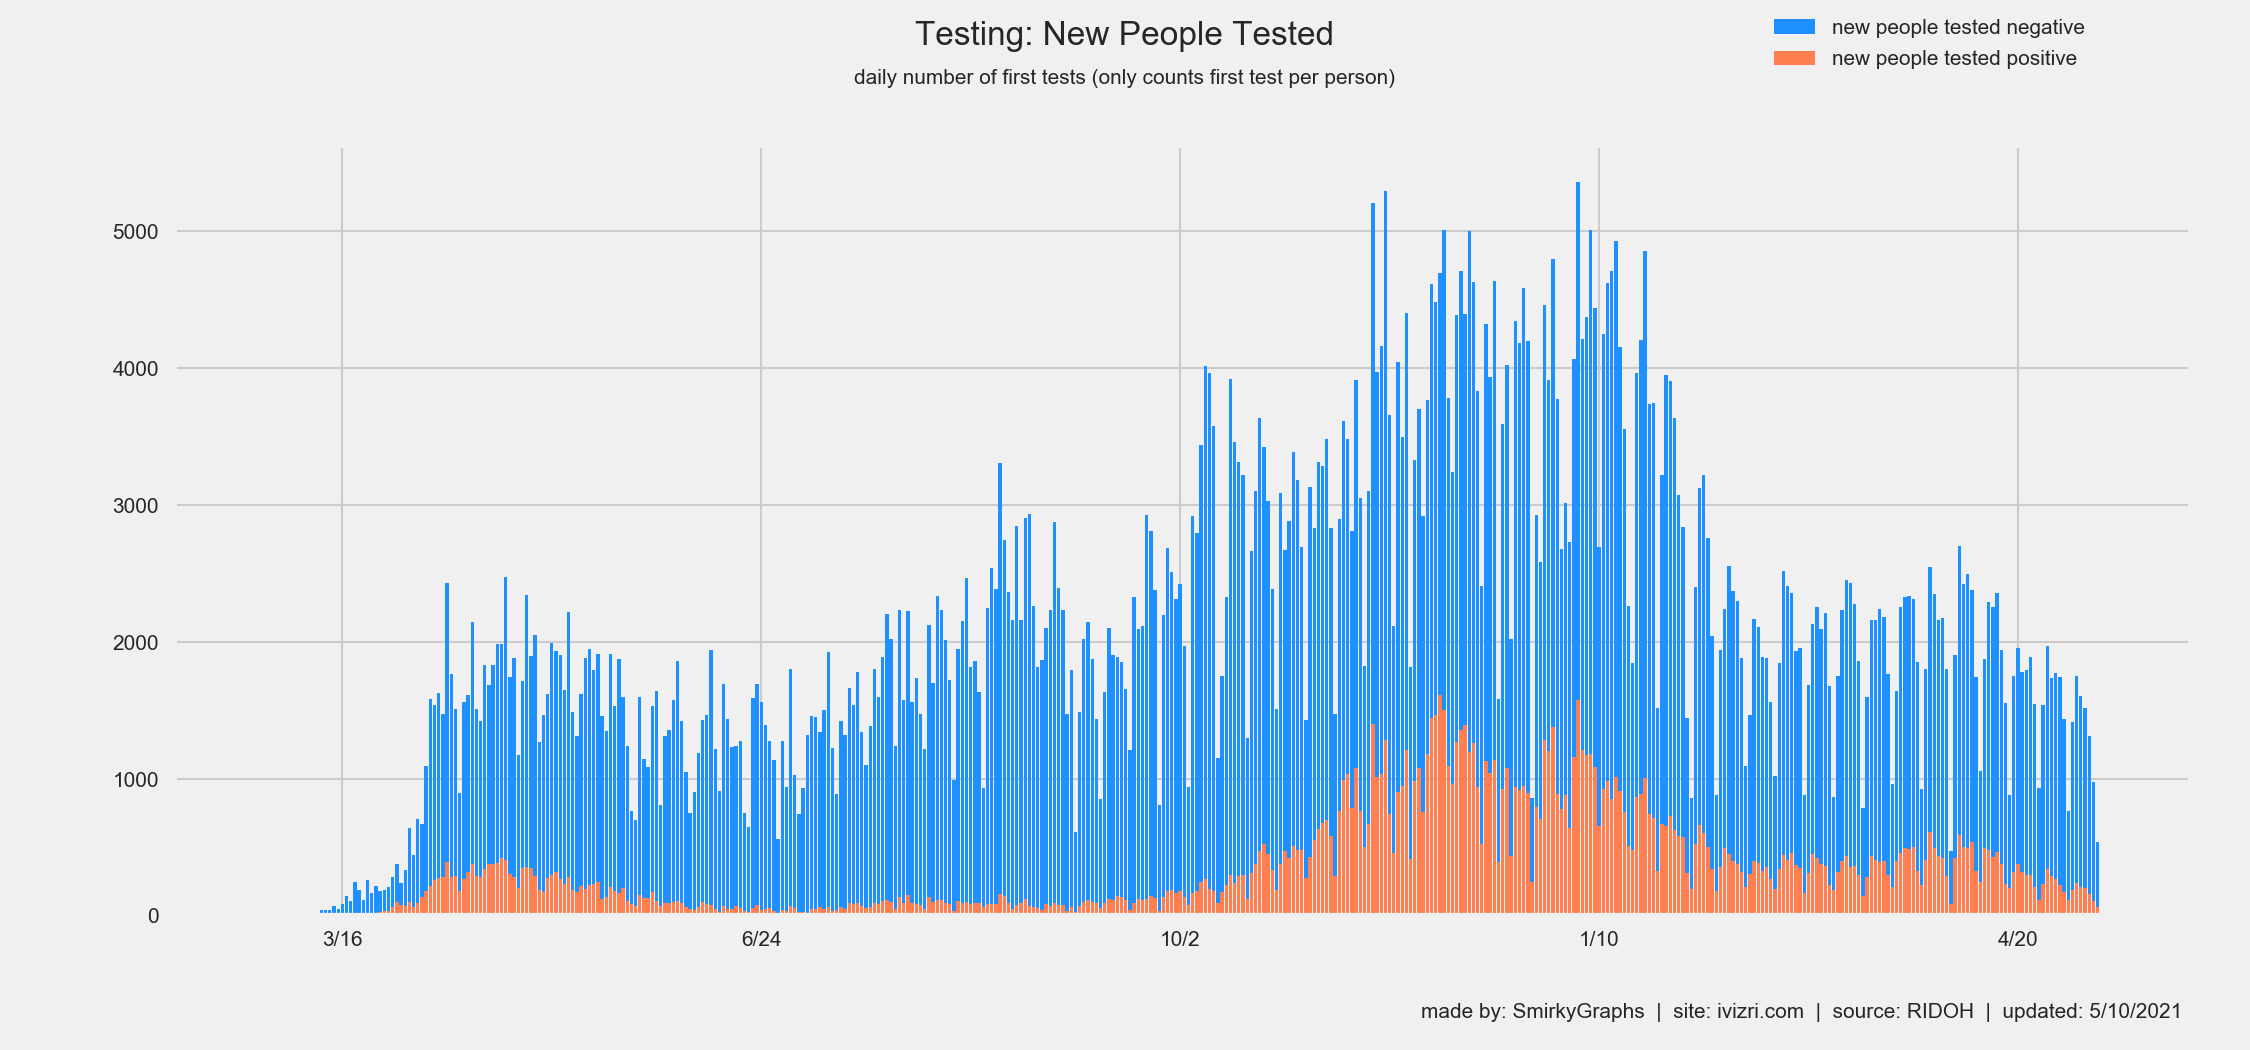 Testing: New People Tested
daily number of first tests (only counts first test per person)
new people tested negative
new people tested positive
5000
4000
3000
2000
1000
0
3/16
6/24
10/2
1/10
4/20
made by: SmirkyGraphs | site: ivizri.com | source: RIDOH | updated: 5/10/2021